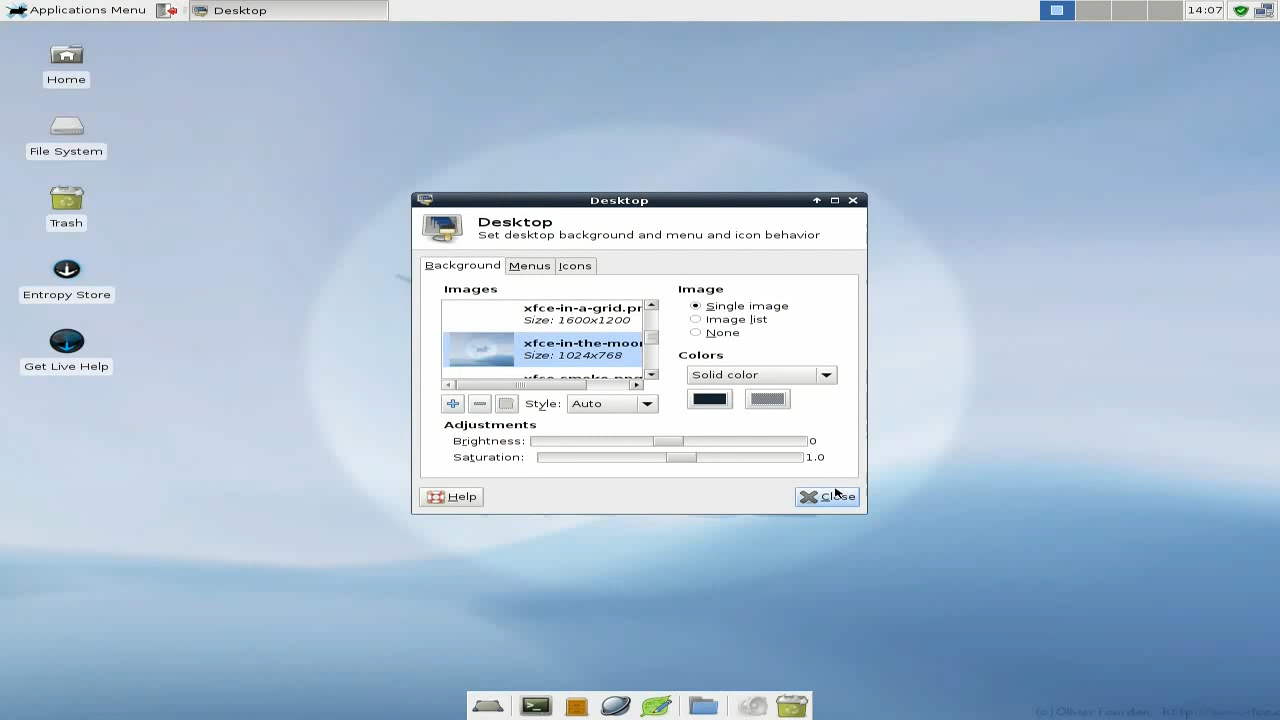 Applications Menu
Desktop
14:07
Home
File System
Trash
Entropy Store
Get Live Help
Desktop
Desktop
Set desktop background and menu and icon behavior
Background
Menus
Icons
Images
xfce-in-a-grid.pr
Size: 1600x1200
xfce-in-the-moo
Size: 1024x768
Style:
Auto
Image
Single image
Image list
None
Colors
Solid color
Adjustments
Brightness:
0
Saturation:
1.0
Help
Close